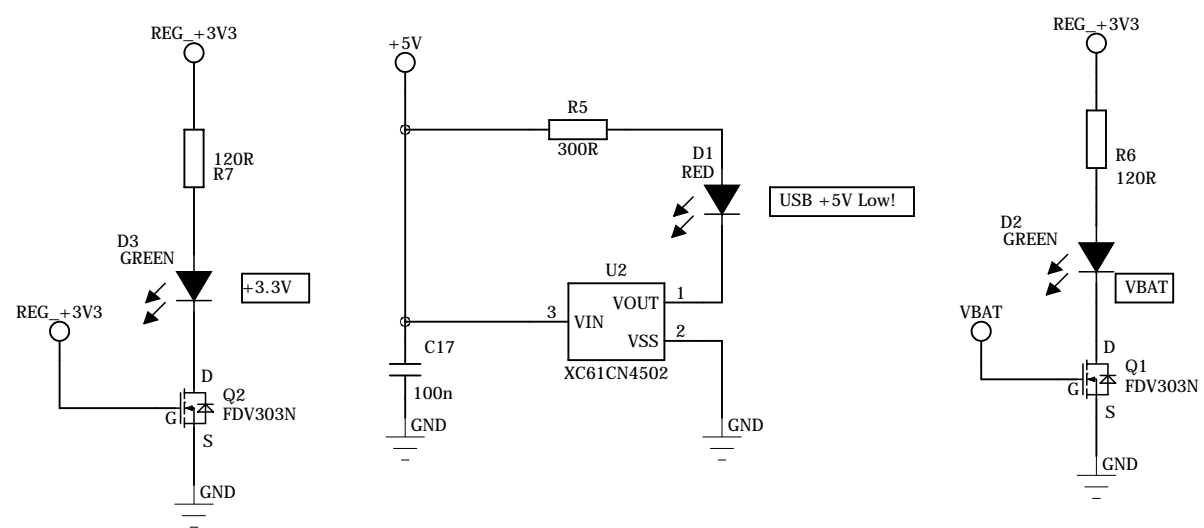 REG_+3V3
120R
R7
D3
GREEN
+3.3V
REG_+3V3
D
Q2
FDV303N
G
S
GND
+5V
R5
300R
D1
RED
USB +5V Low!
U2
VOUT
1
3
VIN
VSS
2
XC61CN4502
C17
100n
GND
GND
REG_+3V3
R6
120R
D2
GREEN
VBAT
VBAT
D
Q1
FDV303N
G
S
GND